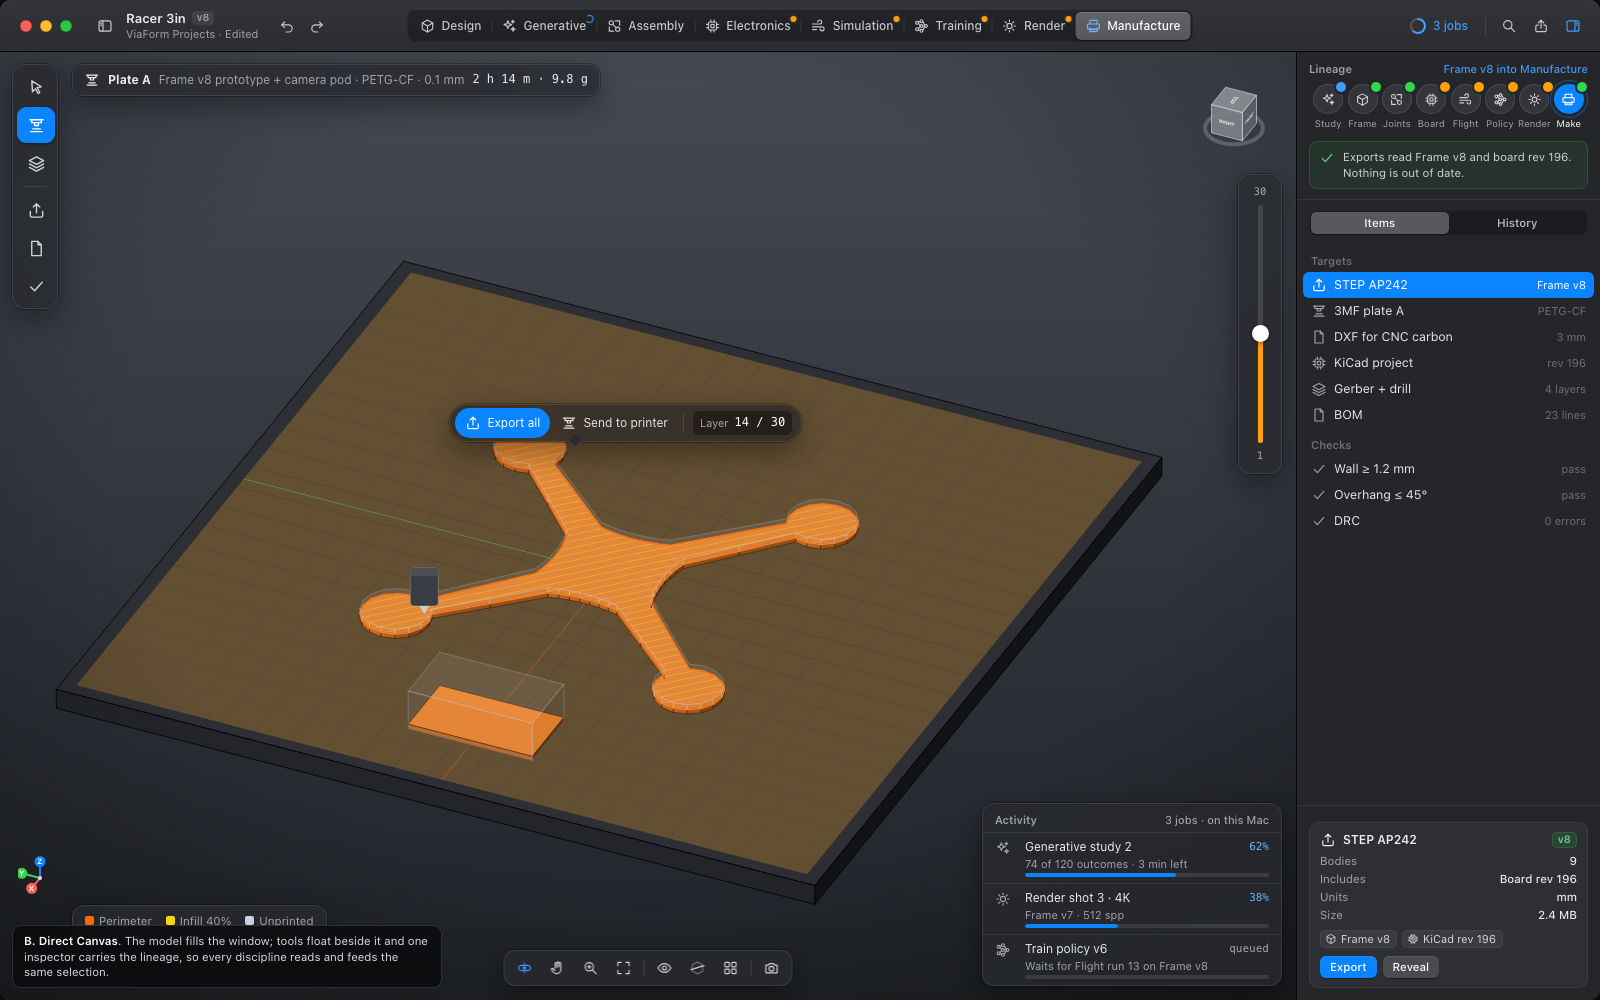 Racer 3in v8
ViaForm Projects · Edited
Design
Generative
Assembly
Electronics
Simulation
Training
Render
Manufacture
3 jobs
Plate A Frame v8 prototype + camera pod · PETG-CF · 0.1 mm 2 h 14 m · 9.8 g
RIGHT
30
1
Export all
Send to printer
Layer 14 / 30
Z
Y
X
Perimeter
Infill 40%
Unprinted
B. Direct Canvas. The model fills the window; tools float beside it and one
inspector carries the lineage, so every discipline reads and feeds the
same selection.
Activity 3 jobs · on this Mac
Generative study 2 62%
74 of 120 outcomes · 3 min left
Render shot 3 · 4K 38%
Frame v7 · 512 spp
Train policy v6 queued
Waits for Flight run 13 on Frame v8
Lineage Frame v8 into Manufacture
Study Frame Joints Board Flight Policy Render Make
Exports read Frame v8 and board rev 196.
Nothing is out of date.
Items History
Targets
STEP AP242 Frame v8
3MF plate A PETG-CF
DXF for CNC carbon 3 mm
KiCad project rev 196
Gerber + drill 4 layers
BOM 23 lines
Checks
Wall ≥ 1.2 mm pass
Overhang ≤ 45° pass
DRC 0 errors
STEP AP242 v8
Bodies 9
Includes Board rev 196
Units mm
Size 2.4 MB
Frame v8 KiCad rev 196
Export Reveal